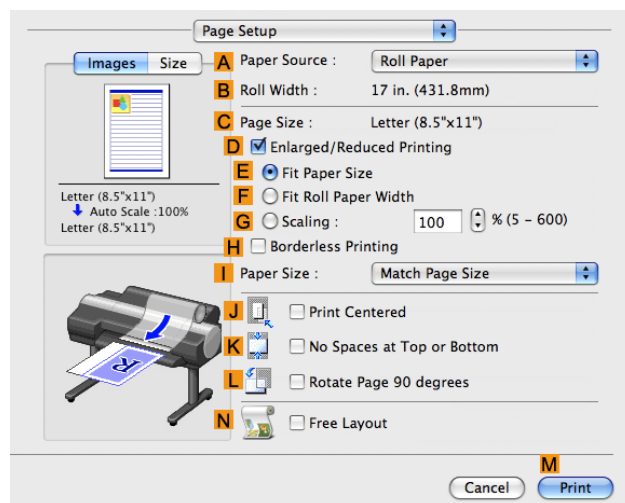 Page Setup
Images Size
A Paper Source : Roll Paper
B Roll Width : 17 in. (431.8mm)
C Page Size : Letter (8.5"x11")
D Enlarged/Reduced Printing
E Fit Paper Size
F Fit Roll Paper Width
G Scaling : 100 % (5 - 600)
Letter (8.5"x11")
Auto Scale :100%
Letter (8.5"x11")
H Borderless Printing
I Paper Size : Match Page Size
J Print Centered
K No Spaces at Top or Bottom
L Rotate Page 90 degrees
R
N Free Layout
M
Cancel Print